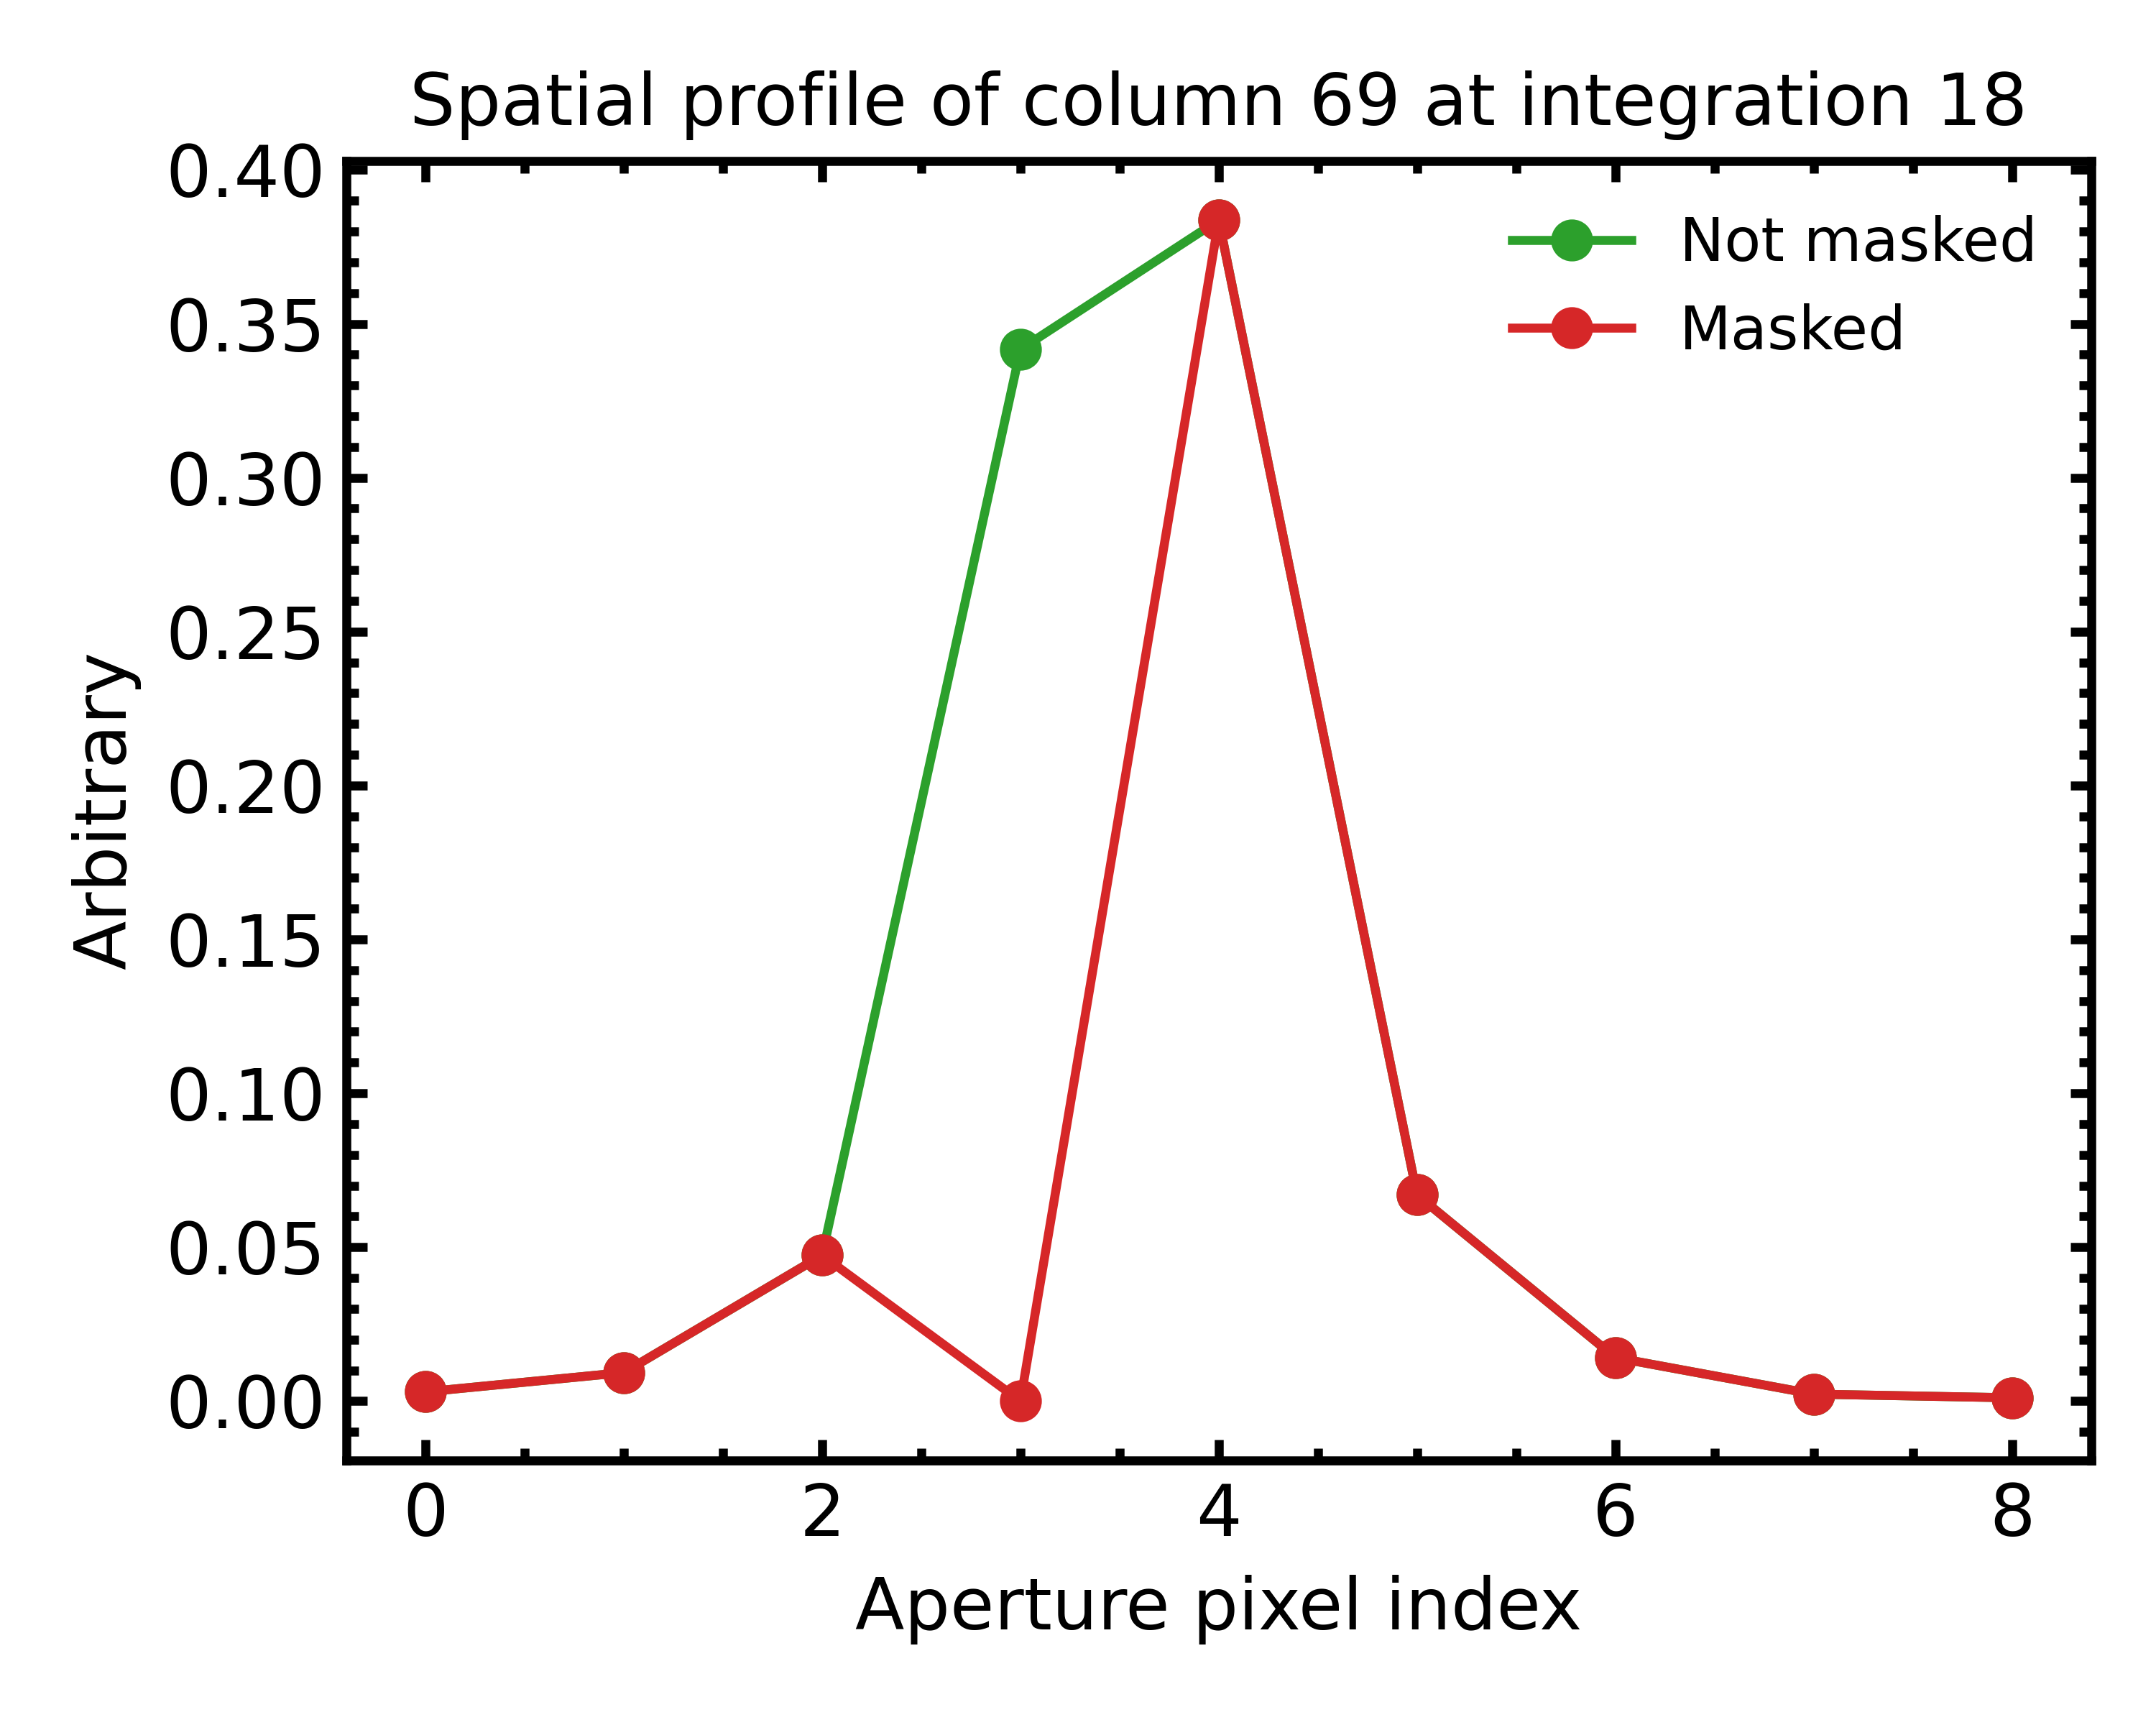 Spatial profile of column 69 at integration 18
0.40
0.35
0.30
0.25
0.20
0.15
0.10
0.05
0.00
Arbitrary
Not masked
Masked
0 2 4 6 8
Aperture pixel index